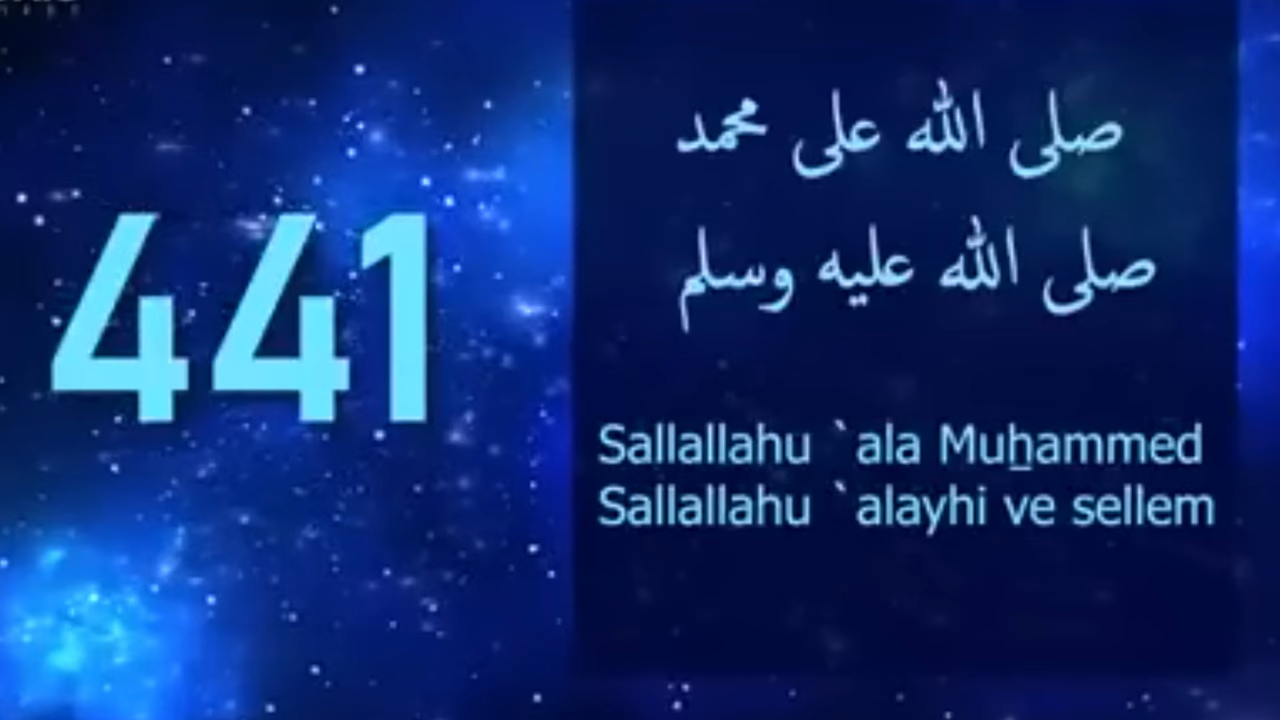 441
صلى الله على محمد
صلى الله عليه وسلم
Sallallahu `ala Muẖammed
Sallallahu `alayhi ve sellem